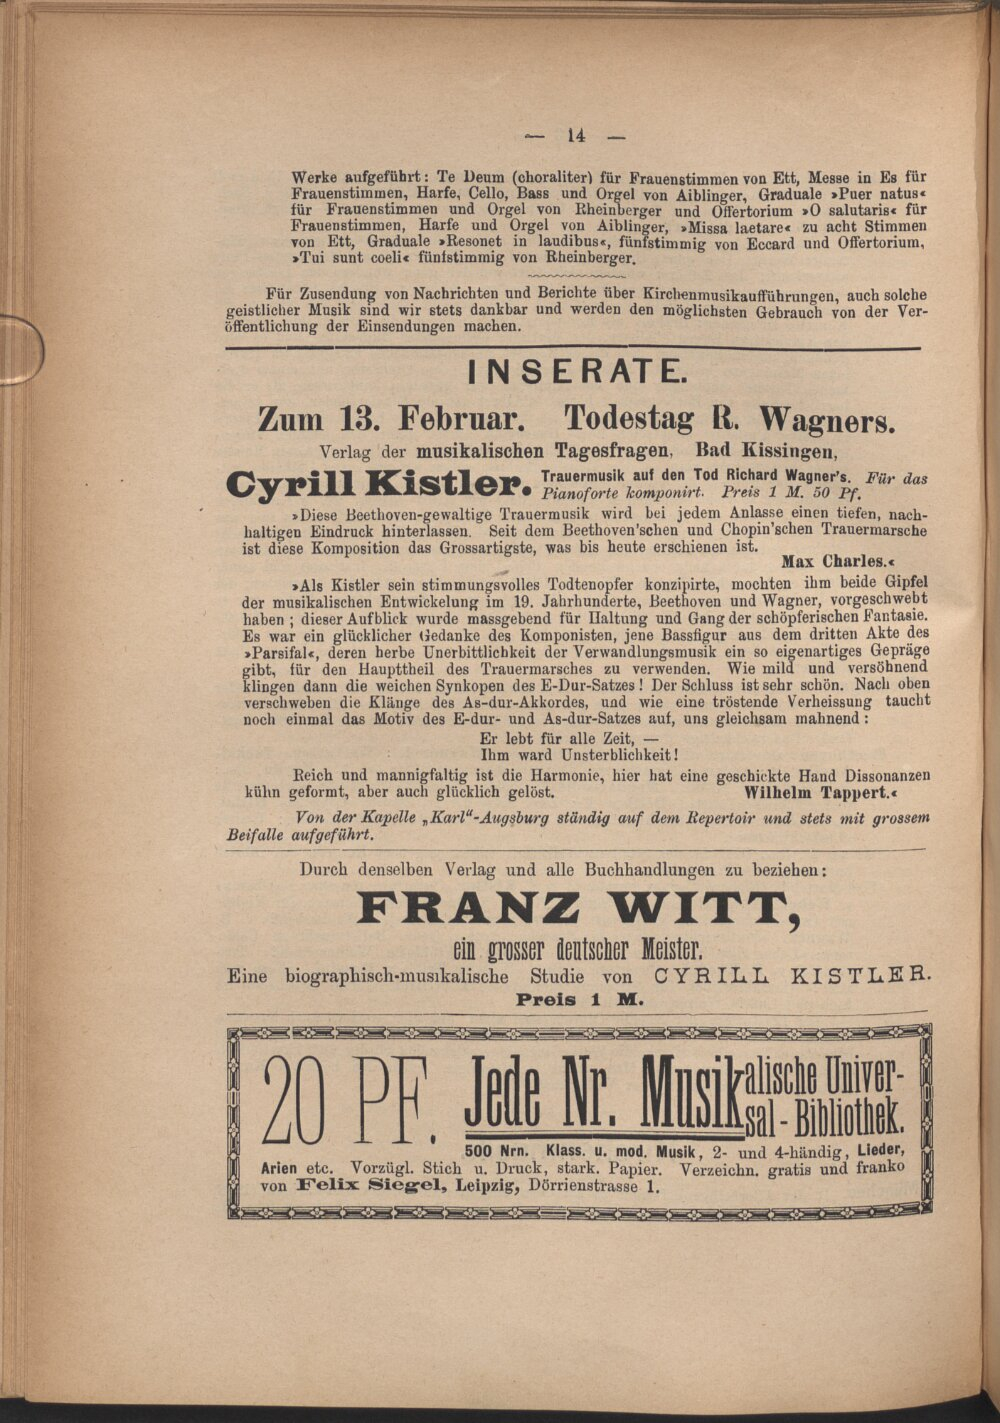 — 14 —
Werke aufgeführt: Te Deum (choraliter) für Frauenstimmen von Ett, Messe in Es für
Frauenstimmen, Harfe, Cello, Bass und Orgel von Aiblinger, Graduale »Puer natus«
für Frauenstimmen und Orgel von Rheinberger und Offertorium »O salutaris« für
Frauenstimmen, Harfe und Orgel von Aiblinger, »Missa laetare« zu acht Stimmen
von Ett, Graduale »Resonet in laudibus«, fünfstimmig von Eccard und Offertorium,
»Tui sunt coeli« fünfstimmig von Rheinberger.
Für Zusendung von Nachrichten und Berichte über Kirchenmusikaufführungen, auch solche
geistlicher Musik sind wir stets dankbar und werden den möglichsten Gebrauch von der Ver-
öffentlichung der Einsendungen machen.
INSERATE.
Zum 13. Februar. Todestag R. Wagners.
Verlag der musikalischen Tagesfragen, Bad Kissingen,
Cyrill Kistler. Trauermusik auf den Tod Richard Wagner's. Für das
Pianoforte komponirt. Preis 1 M. 50 Pf.
»Diese Beethoven-gewaltige Trauermusik wird bei jedem Anlasse einen tiefen, nach-
haltigen Eindruck hinterlassen. Seit dem Beethoven'schen und Chopin'schen Trauermarsche
ist diese Komposition das Grossartigste, was bis heute erschienen ist.
Max Charles.«
»Als Kistler sein stimmungsvolles Todtenopfer konzipirte, mochten ihm beide Gipfel
der musikalischen Entwickelung im 19. Jahrhunderte, Beethoven und Wagner, vorgeschwebt
haben ; dieser Aufblick wurde massgebend für Haltung und Gang der schöpferischen Fantasie.
Es war ein glücklicher Gedanke des Komponisten, jene Bassfigur aus dem dritten Akte des
»Parsifal«, deren herbe Unerbittlichkeit der Verwandlungsmusik ein so eigenartiges Gepräge
gibt, für den Haupttheil des Trauermarsches zu verwenden. Wie mild und versöhnend
klingen dann die weichen Synkopen des E-Dur-Satzes ! Der Schluss ist sehr schön. Nach oben
verschweben die Klänge des As-dur-Akkordes, und wie eine tröstende Verheissung taucht
noch einmal das Motiv des E-dur- und As-dur-Satzes auf, uns gleichsam mahnend :
Er lebt für alle Zeit, —
Ihm ward Unsterblichkeit !
Reich und mannigfaltig ist die Harmonie, hier hat eine geschickte Hand Dissonanzen
kühn geformt, aber auch glücklich gelöst. Wilhelm Tappert.«
Von der Kapelle „Karl"-Augsburg ständig auf dem Repertoir und stets mit grossem
Beifalle aufgeführt.
Durch denselben Verlag und alle Buchhandlungen zu beziehen:
FRANZ WITT,
ein grosser deutscher Meister.
Eine biographisch-musikalische Studie von CYRILL KISTLER.
Preis 1 M.
20 PF. Jede Nr. Musikalische Univer-
sal-Bibliothek.
500 Nrn. Klass. u. mod. Musik, 2- und 4-händig, Lieder,
Arien etc. Vorzügl. Stich u. Druck, stark. Papier. Verzeichn. gratis und franko
von Felix Siegel, Leipzig, Dörrienstrasse 1.